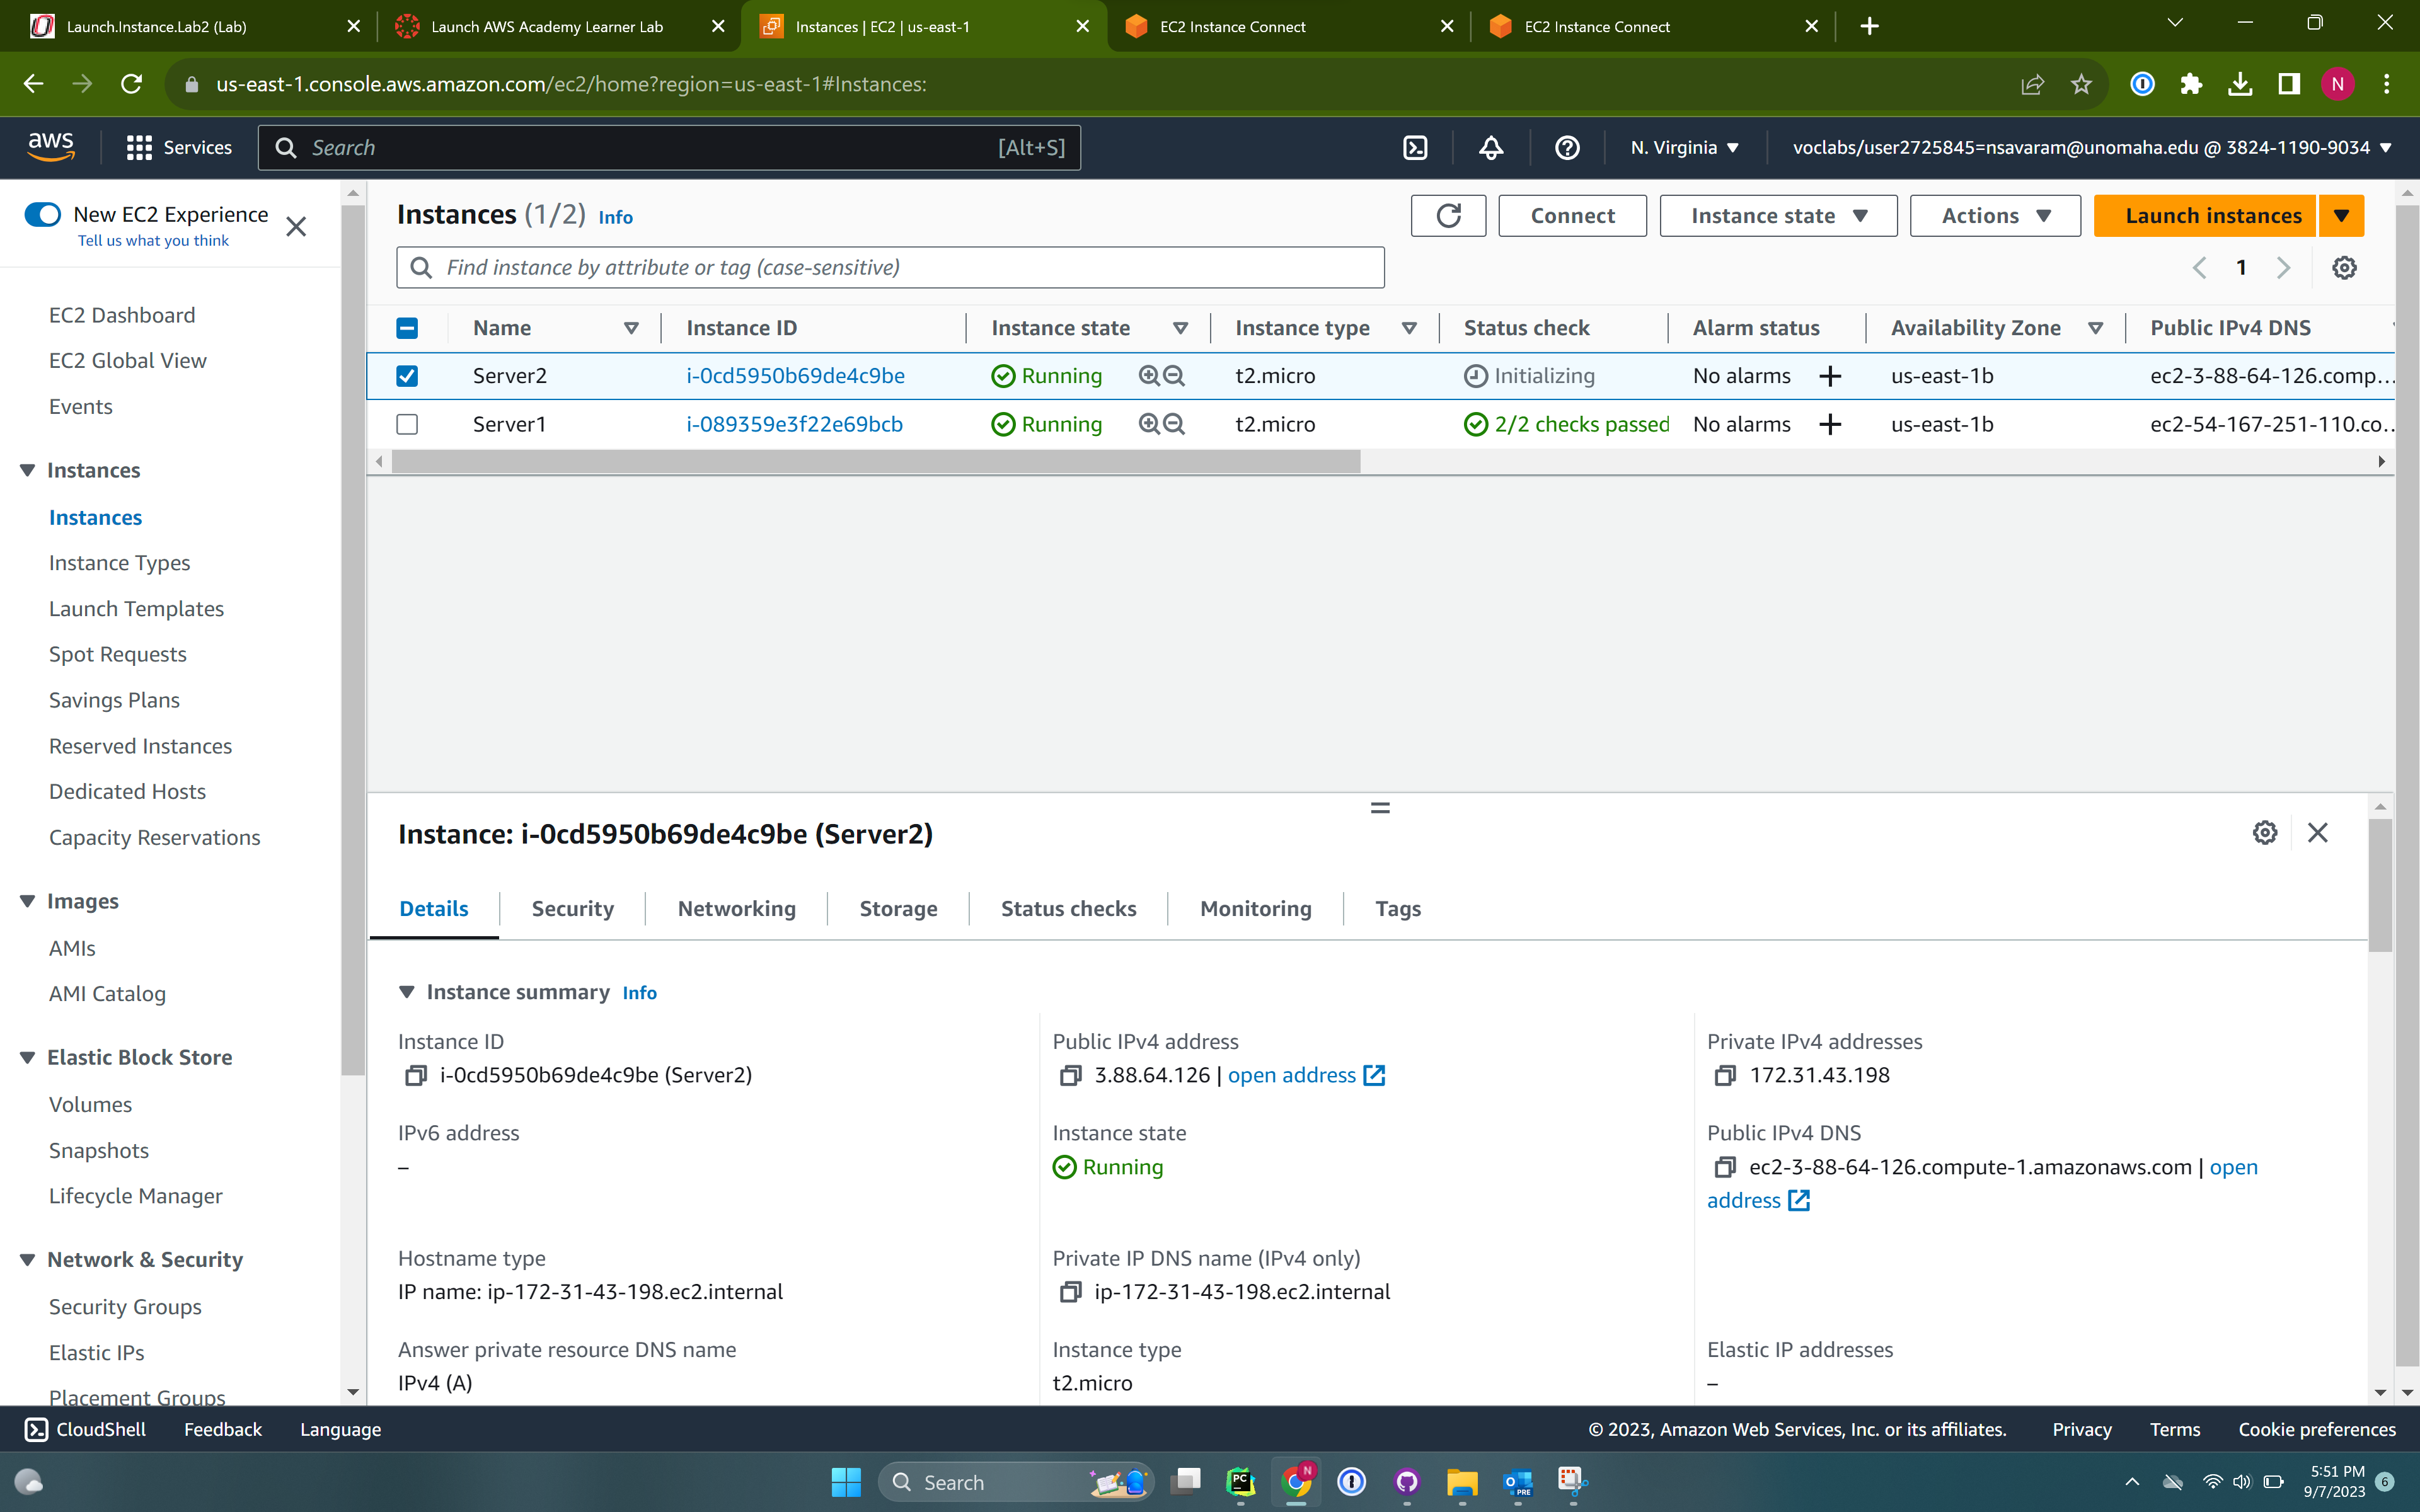 Launch.Instance.Lab2 (Lab)
Launch AWS Academy Learner Lab
Instances | EC2 | us-east-1
EC2 Instance Connect
EC2 Instance Connect
us-east-1.console.aws.amazon.com/ec2/home?region=us-east-1#Instances:
N
aws
Services
Search
[Alt+S]
N. Virginia
voclabs/user2725845=nsavaram@unomaha.edu @ 3824-1190-9034
New EC2 Experience
Tell us what you think
EC2 Dashboard
EC2 Global View
Events
Instances
Instances
Instance Types
Launch Templates
Spot Requests
Savings Plans
Reserved Instances
Dedicated Hosts
Capacity Reservations
Images
AMIs
AMI Catalog
Elastic Block Store
Volumes
Snapshots
Lifecycle Manager
Network & Security
Security Groups
Elastic IPs
Placement Groups
Instances (1/2) Info
Connect
Instance state
Actions
Launch instances
Find instance by attribute or tag (case-sensitive)
1
Name Instance ID Instance state Instance type Status check Alarm status Availability Zone Public IPv4 DNS
Server2 i-0cd5950b69de4c9be Running t2.micro Initializing No alarms us-east-1b ec2-3-88-64-126.comp...
Server1 i-089359e3f22e69bcb Running t2.micro 2/2 checks passed No alarms us-east-1b ec2-54-167-251-110.co...
Instance: i-0cd5950b69de4c9be (Server2)
Details Security Networking Storage Status checks Monitoring Tags
Instance summary Info
Instance ID
i-0cd5950b69de4c9be (Server2)
Public IPv4 address
3.88.64.126 | open address
Private IPv4 addresses
172.31.43.198
IPv6 address
–
Instance state
Running
Public IPv4 DNS
ec2-3-88-64-126.compute-1.amazonaws.com | open
address
Hostname type
IP name: ip-172-31-43-198.ec2.internal
Private IP DNS name (IPv4 only)
ip-172-31-43-198.ec2.internal
Answer private resource DNS name
IPv4 (A)
Instance type
t2.micro
Elastic IP addresses
–
CloudShell Feedback Language
© 2023, Amazon Web Services, Inc. or its affiliates. Privacy Terms Cookie preferences
Search
PC
N
PRE
5:51 PM
9/7/2023
6